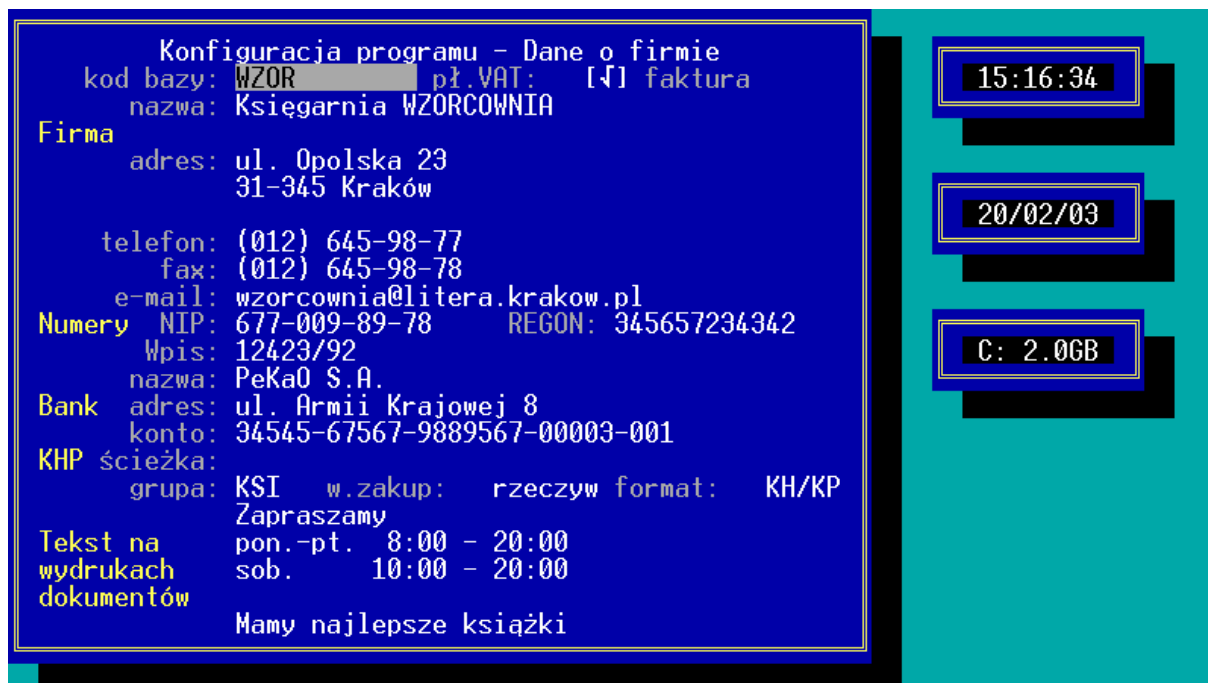 Konfiguracja programu - Dane o firmie
kod bazy: WZOR pł.VAT: [√] faktura
nazwa: Księgarnia WZORCOWNIA
Firma
adres: ul. Opolska 23
31-345 Kraków
telefon: (012) 645-98-77
fax: (012) 645-98-78
e-mail: wzorcownia@litera.krakow.pl
Numery NIP: 677-009-89-78 REGON: 345657234342
Wpis: 12423/92
nazwa: PeKaO S.A.
Bank adres: ul. Armii Krajowej 8
konto: 34545-67567-9889567-00003-001
KHP ścieżka:
grupa: KSI w.zakup: rzeczyw format: KH/KP
Zapraszamy
Tekst na pon.-pt. 8:00 - 20:00
wydrukach sob. 10:00 - 20:00
dokumentów
Mamy najlepsze książki
15:16:34
20/02/03
C: 2.0GB